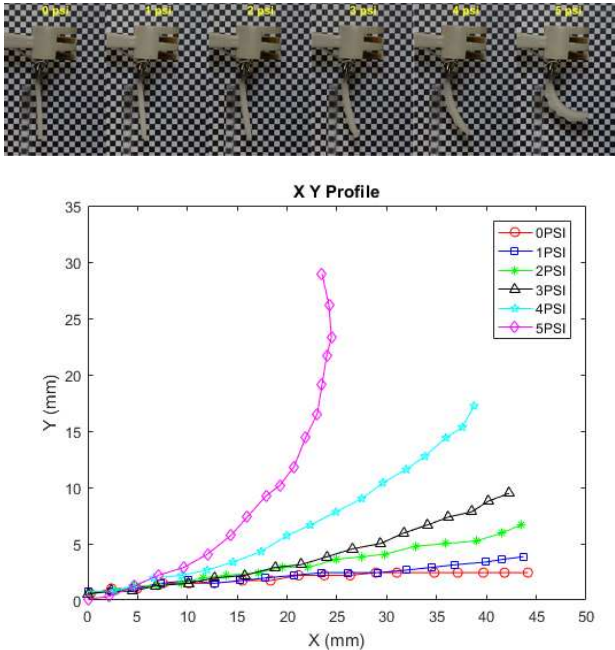 0 psi 1 psi 2 psi 3 psi 4 psi 5 psi
X Y Profile
35
30
25
20
15
10
5
0
Y (mm)
0PSI
1PSI
2PSI
3PSI
4PSI
5PSI
0 5 10 15 20 25 30 35 40 45 50
X (mm)